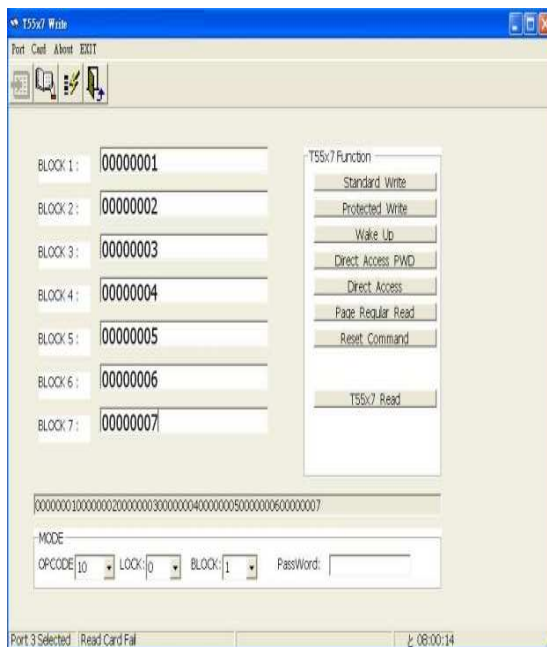 T55x7 Write
Port Card About EXIT
BLOCK 1 : 00000001
BLOCK 2 : 00000002
BLOCK 3 : 00000003
BLOCK 4 : 00000004
BLOCK 5 : 00000005
BLOCK 6 : 00000006
BLOCK 7 : 00000007
T55x7 Function
Standard Write
Protected Write
Wake Up
Direct Access PWD
Direct Access
Page Regular Read
Reset Command
T55x7 Read
00000001000000020000000300000004000000050000000600000007
MODE
OPCODE 10 LOCK: 0 BLOCK: 1 PassWord:
Port 3 Selected Read Card Fail 08:00:14